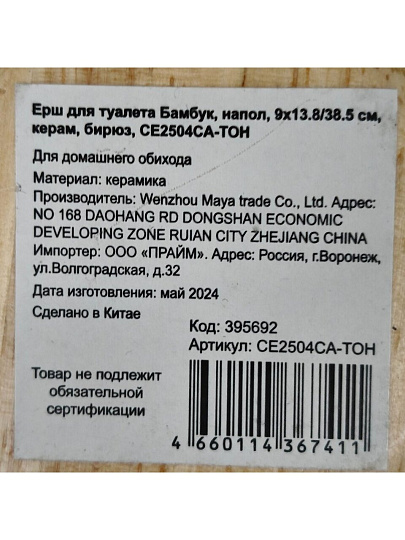 Ерш для туалета Бамбук, напол, 9х13.8/38.5 см,
керам, бирюз, CE2504CA-TOH
Для домашнего обихода
Материал: керамика
Производитель: Wenzhou Maya trade Co., Ltd. Адрес:
NO 168 DAOHANG RD DONGSHAN ECONOMIC
DEVELOPING ZONE RUIAN CITY ZHEJIANG CHINA
Импортер: ООО «ПРАЙМ». Адрес: Россия, г.Воронеж,
ул.Волгоградская, д.32
Дата изготовления: май 2024
Сделано в Китае
Код: 395692
Артикул: CE2504CA-TOH
Товар не подлежит
обязательной
сертификации
4 660114 367411